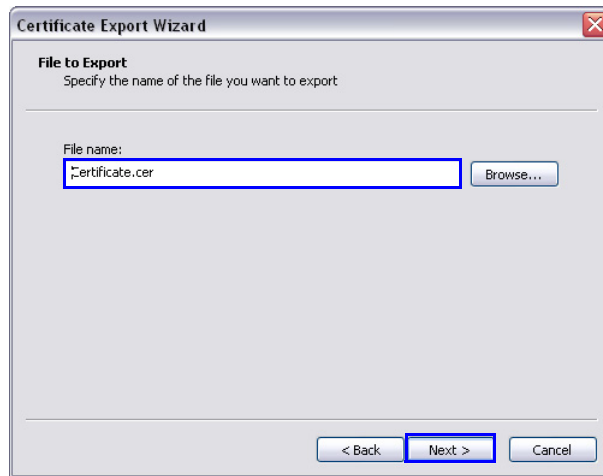 Certificate Export Wizard
File to Export
Specify the name of the file you want to export
File name:
Certificate.cer
Browse...
< Back
Next >
Cancel